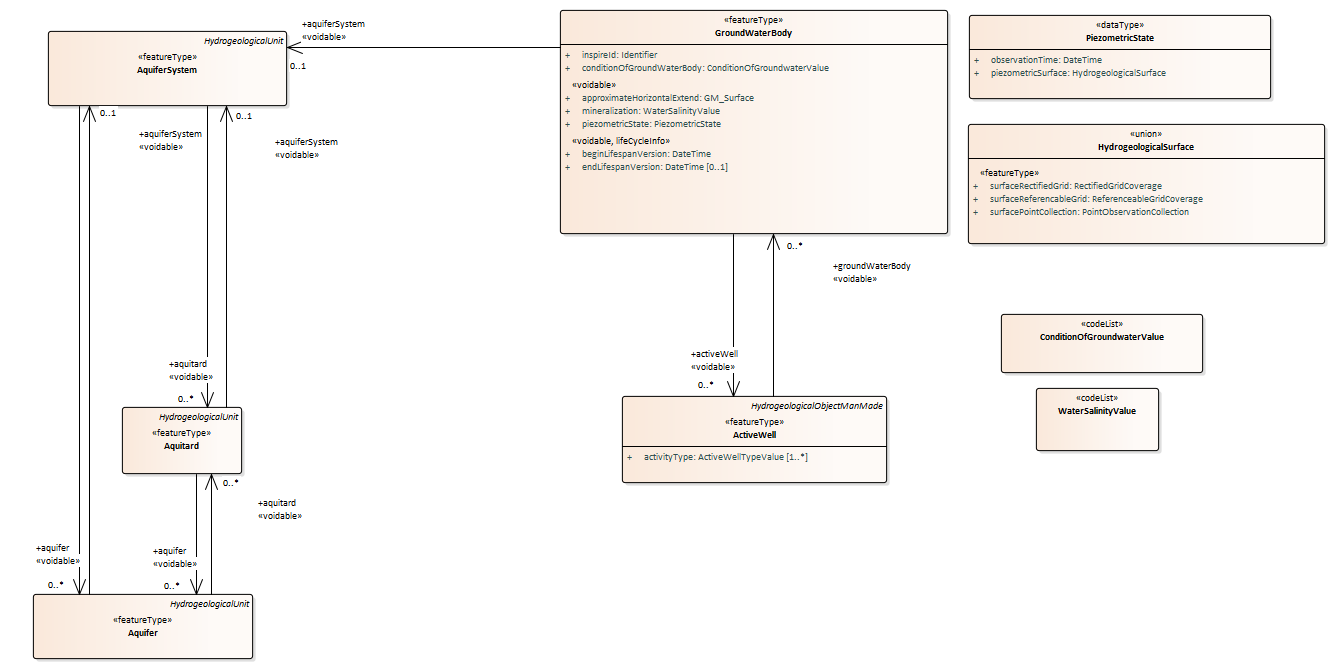 +aquiferSystem
«voidable»
0..1
HydrogeologicalUnit
«featureType»
AquiferSystem
0..1
0..1
+aquiferSystem
«voidable»
+aquiferSystem
«voidable»
«featureType»
GroundWaterBody
+ inspireId: Identifier
+ conditionOfGroundWaterBody: ConditionOfGroundwaterValue
«voidable»
+ approximateHorizontalExtend: GM_Surface
+ mineralization: WaterSalinityValue
+ piezometricState: PiezometricState
«voidable, lifeCycleInfo»
+ beginLifespanVersion: DateTime
+ endLifespanVersion: DateTime [0..1]
«dataType»
PiezometricState
+ observationTime: DateTime
+ piezometricSurface: HydrogeologicalSurface
«union»
HydrogeologicalSurface
«featureType»
+ surfaceRectifiedGrid: RectifiedGridCoverage
+ surfaceReferencableGrid: ReferenceableGridCoverage
+ surfacePointCollection: PointObservationCollection
0..*
+groundWaterBody
«voidable»
«codeList»
ConditionOfGroundwaterValue
+activeWell
«voidable»
0..*
+aquitard
«voidable»
0..*
«codeList»
WaterSalinityValue
HydrogeologicalObjectManMade
«featureType»
ActiveWell
+ activityType: ActiveWellTypeValue [1..*]
HydrogeologicalUnit
«featureType»
Aquitard
0..*
+aquitard
«voidable»
+aquifer
«voidable»
0..*
+aquifer
«voidable»
0..*
HydrogeologicalUnit
«featureType»
Aquifer